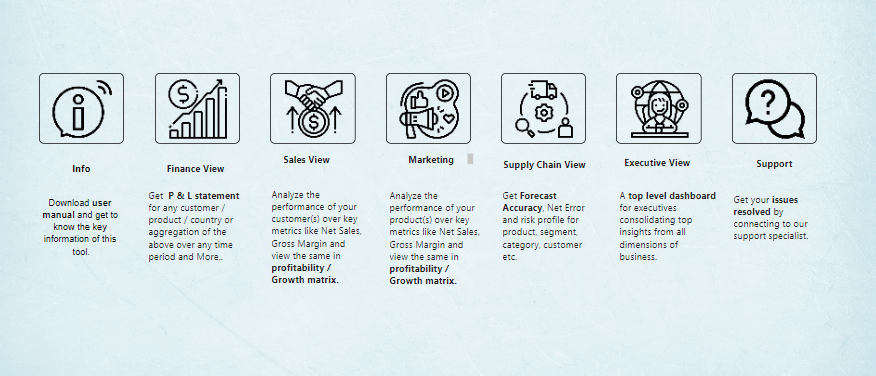 Info
Download user
manual and get to
know the key
information of this
tool.
Finance View
Get P & L statement
for any customer /
product / country or
aggregation of the
above over any time
period and More..
Sales View
Analyze the
performance of your
customer(s) over key
metrics like Net Sales,
Gross Margin and
view the same in
profitability /
Growth matrix.
Marketing
Analyze the
performance of your
product(s) over key
metrics like Net Sales,
Gross Margin and
view the same in
profitability /
Growth matrix.
Supply Chain View
Get Forecast
Accuracy, Net Error
and risk profile for
product, segment,
category, customer
etc.
Executive View
A top level dashboard
for executives
consolidating top
insights from all
dimensions of
business.
Support
Get your issues
resolved by
connecting to our
support specialist.